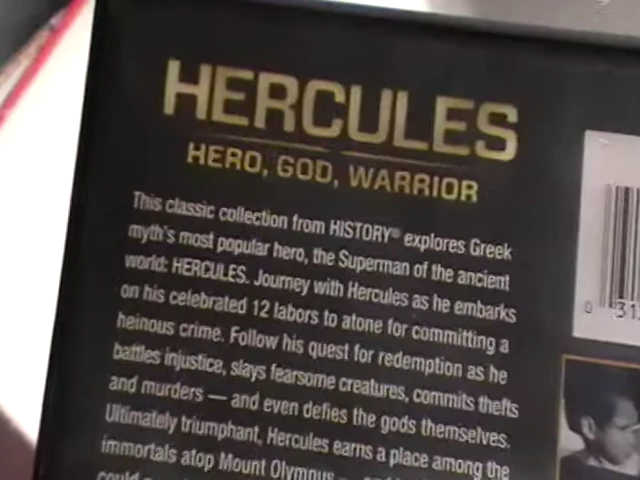 HERCULES
HERO, GOD, WARRIOR
This classic collection from HISTORY® explores Greek
myth's most popular hero, the Superman of the ancient
world: HERCULES. Journey with Hercules as he embarks
on his celebrated 12 labors to atone for committing a
heinous crime. Follow his quest for redemption as he
battles injustice, slays fearsome creatures, commits thefts
and murders — and even defies the gods themselves.
Ultimately triumphant, Hercules earns a place among the
immortals atop Mount Olympus
could
0 31